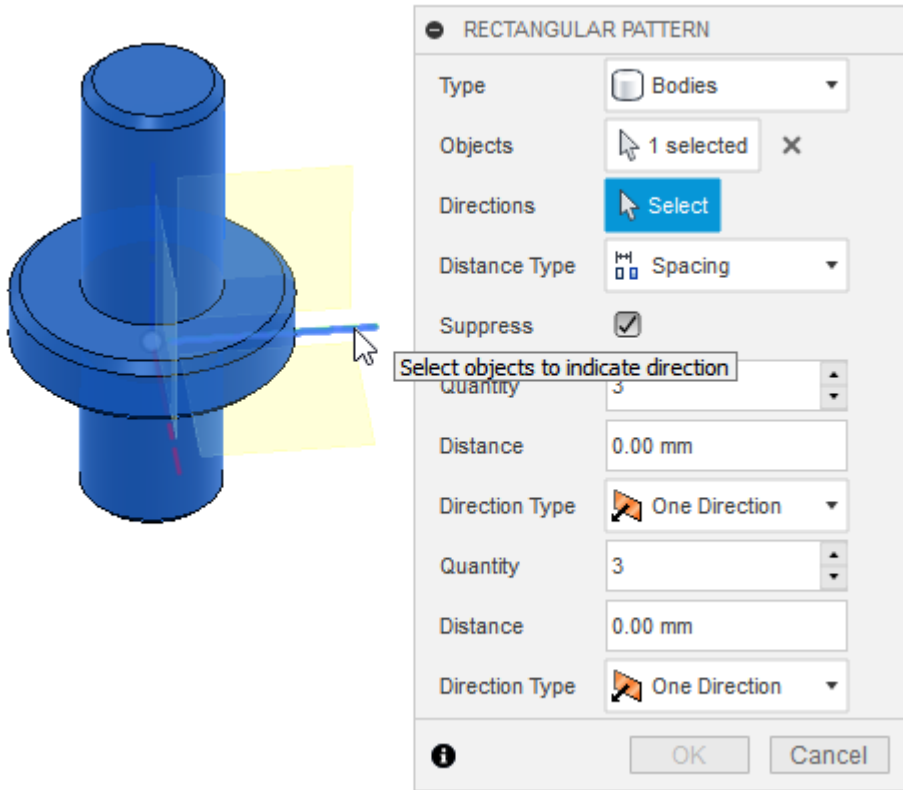 RECTANGULAR PATTERN
Type Bodies
Objects 1 selected
Directions Select
Distance Type Spacing
Suppress
Select objects to indicate direction
Quantity 3
Distance 0.00 mm
Direction Type One Direction
Quantity 3
Distance 0.00 mm
Direction Type One Direction
OK Cancel